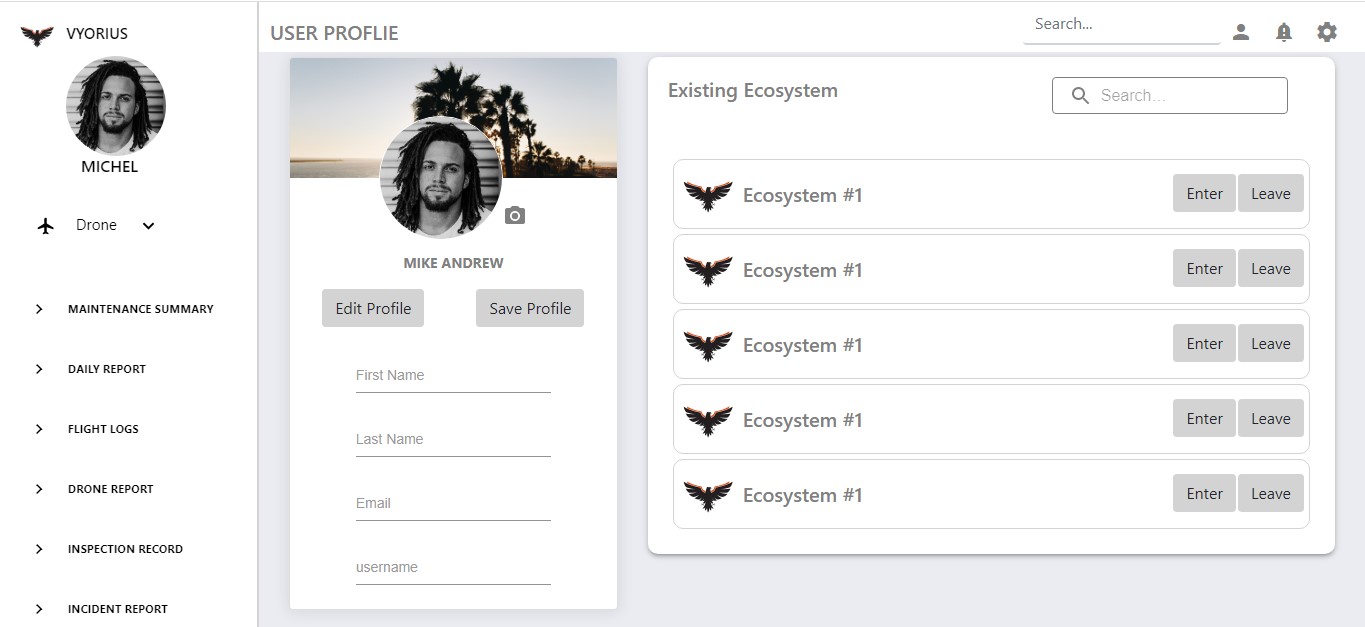 VYORIUS
MICHEL
Drone
MAINTENANCE SUMMARY
DAILY REPORT
FLIGHT LOGS
DRONE REPORT
INSPECTION RECORD
INCIDENT REPORT
USER PROFLIE
Search...
MIKE ANDREW
Edit Profile
Save Profile
First Name
Last Name
Email
username
Existing Ecosystem
Search...
Ecosystem #1
Enter
Leave
Ecosystem #1
Enter
Leave
Ecosystem #1
Enter
Leave
Ecosystem #1
Enter
Leave
Ecosystem #1
Enter
Leave